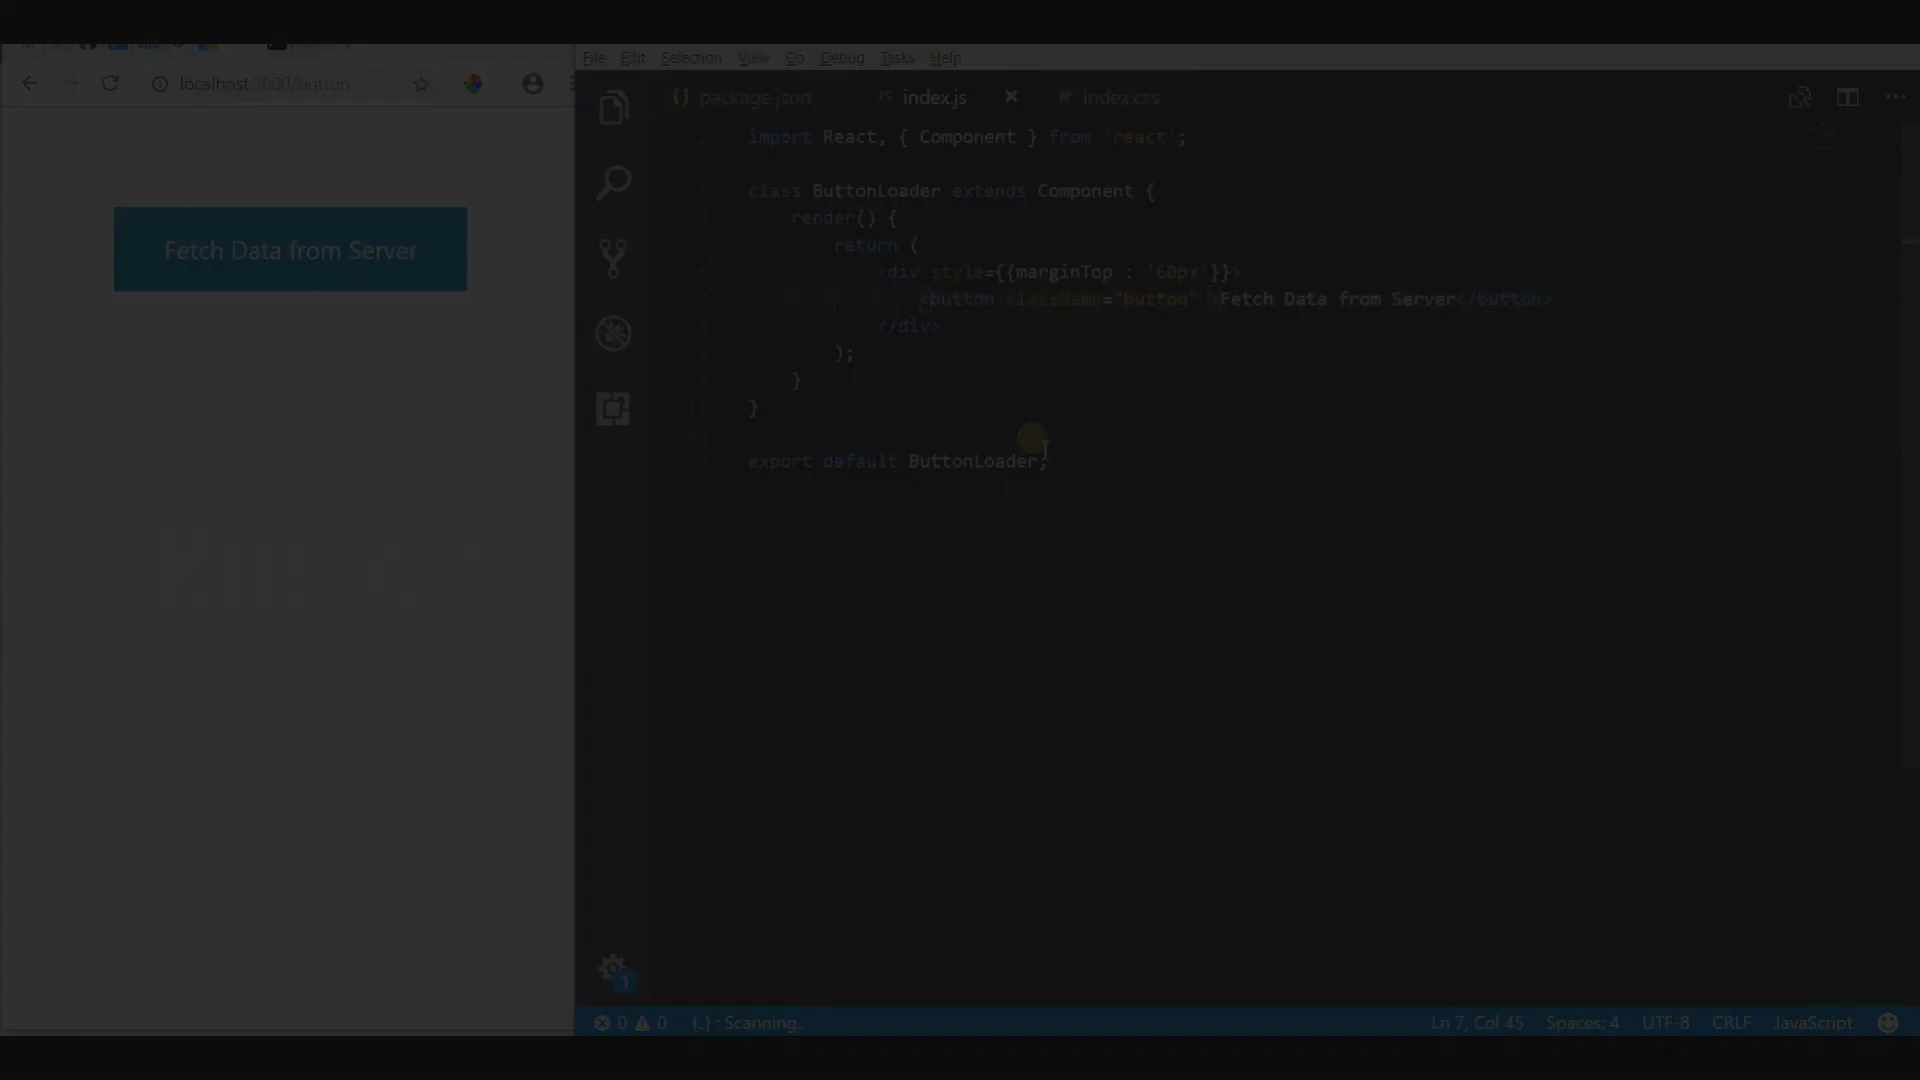 File Edit Selection View Go Debug Tasks Help
localhost:3000/button
{} package.json JS index.js × # index.css
import React, { Component } from 'react';
class ButtonLoader extends Component {
render() {
return (
<div style={{marginTop : '60px'}}>
<button className="button" >Fetch Data from Server</button>
</div>
);
}
}
export default ButtonLoader;
Fetch Data from Server
1
0 0 {..} : Scanning..
Ln 7, Col 45 Spaces: 4 UTF-8 CRLF JavaScript